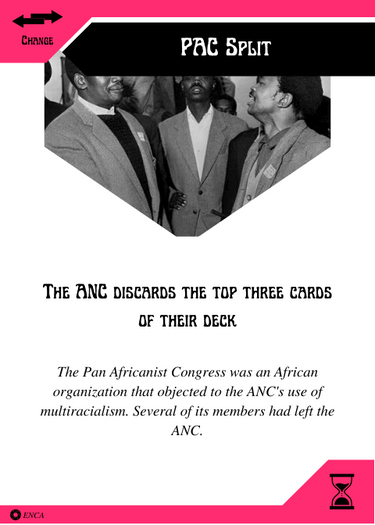 Change
PAC Split
The ANC discards the top three cards
of their deck
The Pan Africanist Congress was an African
organization that objected to the ANC's use of
multiracialism. Several of its members had left the
ANC.
ENCA